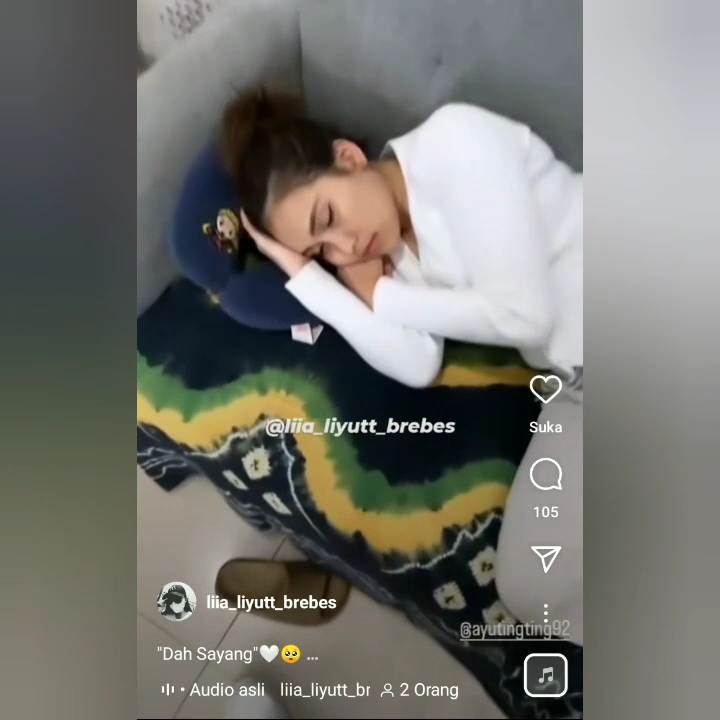 @liia_liyutt_brebes
Suka
105
liia_liyutt_brebes
@ayutingting92
"Dah Sayang"🤍🥺 ...
• Audio asli liia_liyutt_br 2 Orang